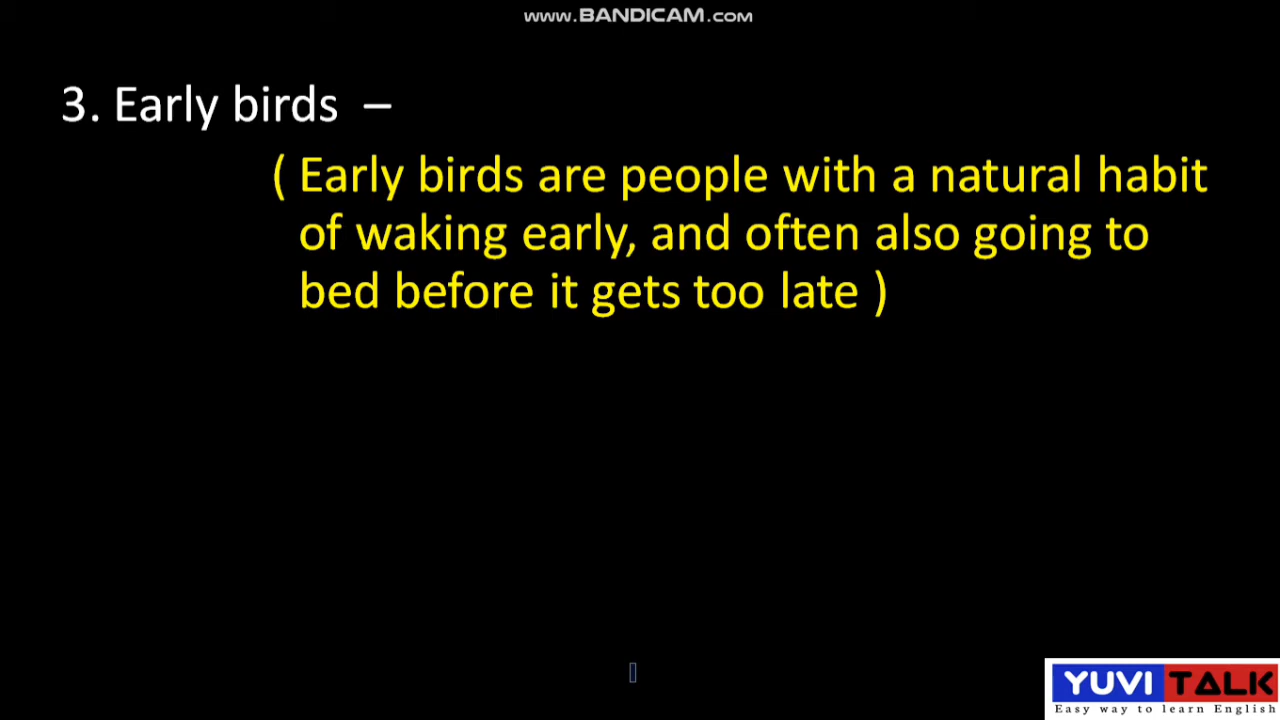 www.BANDICAM.com
3. Early birds –
( Early birds are people with a natural habit
of waking early, and often also going to
bed before it gets too late )
YUVI TALK
Easy way to learn English